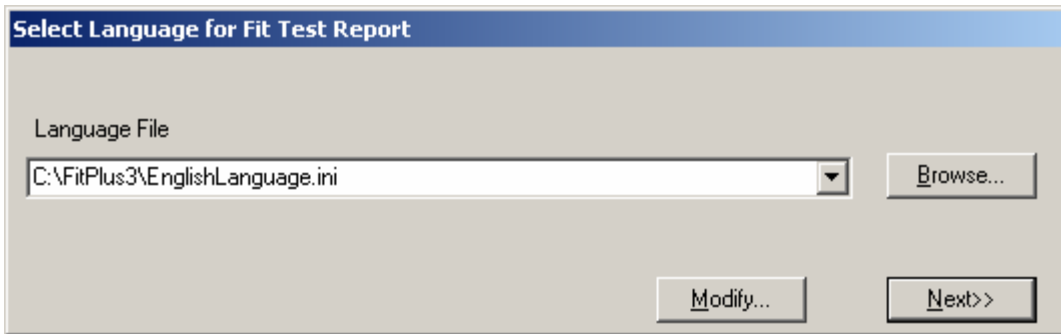 Select Language for Fit Test Report
Language File
C:\FitPlus3\EnglishLanguage.ini
Browse...
Modify...
Next>>